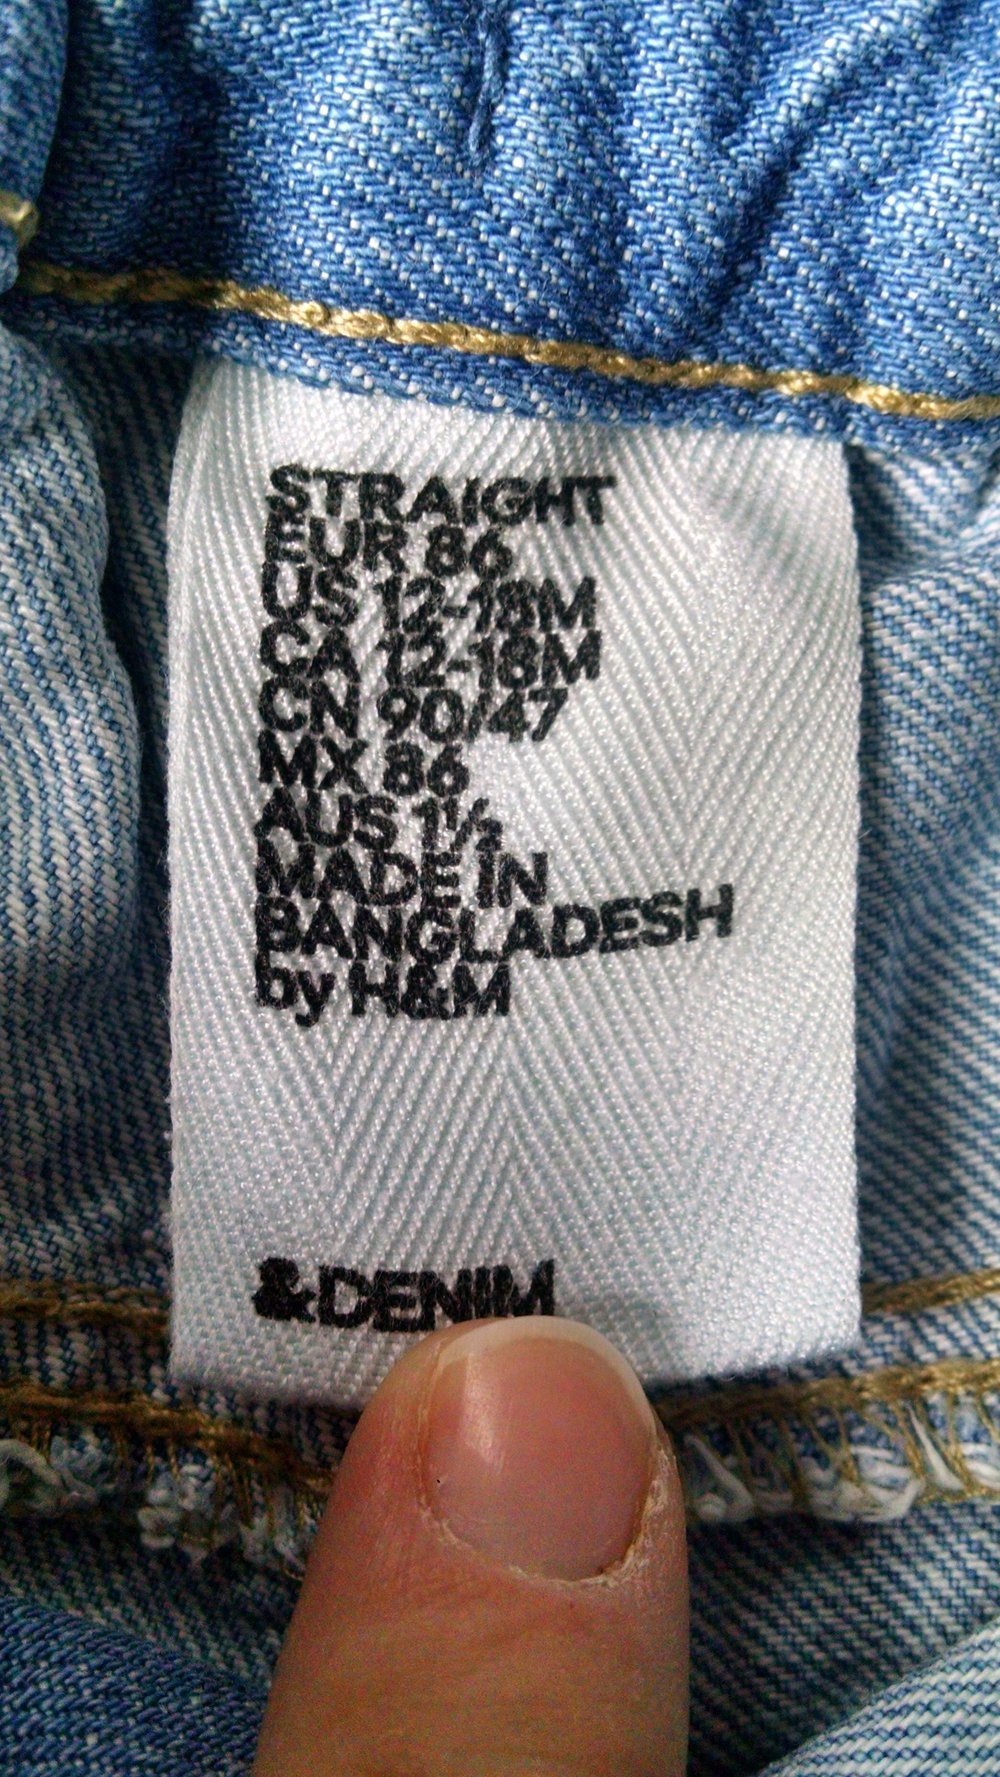 STRAIGHT
EUR 86
US 12-18M
CA 12-18M
CN 90/47
MX 86
AUS 1½
MADE IN
BANGLADESH
by H&M
&DENIM